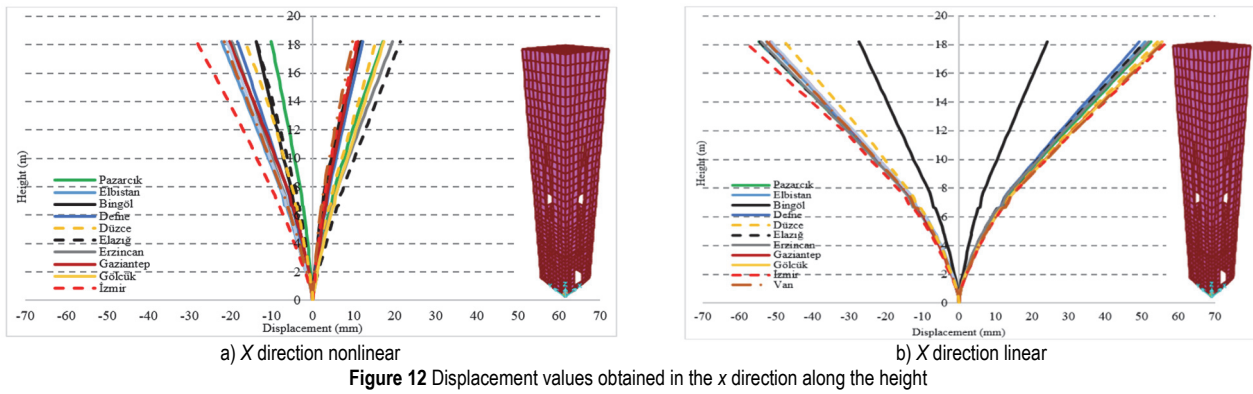 20
18
16
14
12
10
8
6
4
2
0
Height (m)
Pazarcık
Elbistan
Bingöl
Defne
Düzce
Elazığ
Erzincan
Gaziantep
Gölcük
İzmir
-70 -60 -50 -40 -30 -20 -10 0 10 20 30 40 50 60 70
Displacement (mm)
a) X direction nonlinear
20
18
16
14
12
10
8
6
4
2
0
Height (m)
Pazarcık
Elbistan
Bingöl
Defne
Düzce
Elazığ
Erzincan
Gaziantep
Gölcük
İzmir
Van
-70 -60 -50 -40 -30 -20 -10 0 10 20 30 40 50 60 70
Displacement (mm)
b) X direction linear
Figure 12 Displacement values obtained in the x direction along the height